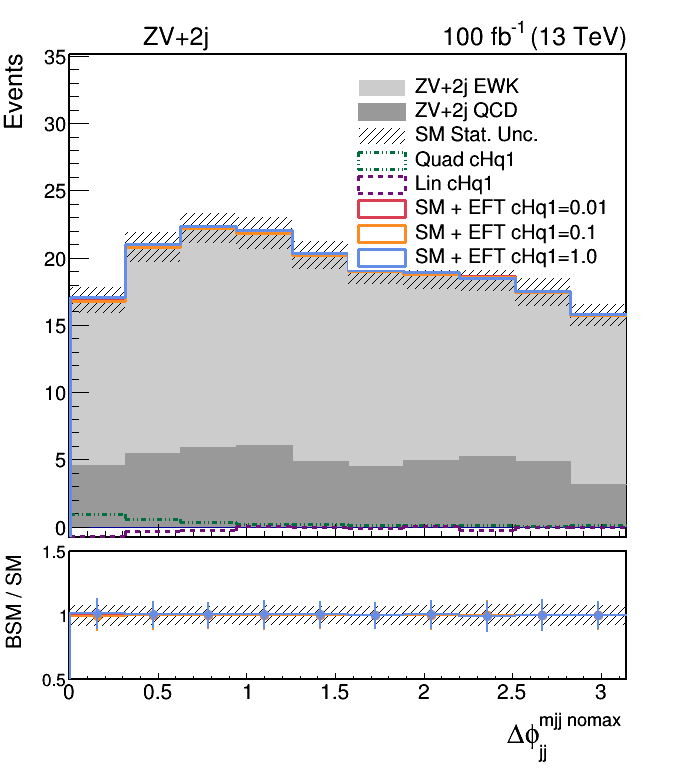 ZV+2j 100 fb⁻¹ (13 TeV)
Events
35
30
25
20
15
10
5
0
ZV+2j EWK
ZV+2j QCD
SM Stat. Unc.
Quad cHq1
Lin cHq1
SM + EFT cHq1=0.01
SM + EFT cHq1=0.1
SM + EFT cHq1=1.0
BSM / SM
1.5
1
0.5
0 0.5 1 1.5 2 2.5 3
Δϕjj mjj nomax